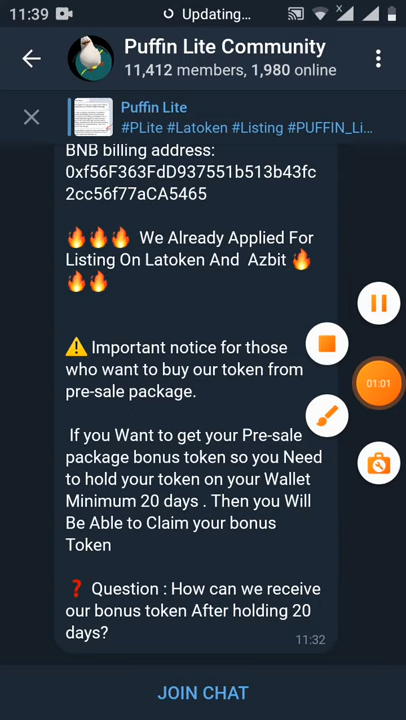 11:39
Updating...
Puffin Lite Community
11,412 members, 1,980 online
Puffin Lite
#PLite #Latoken #Listing #PUFFIN_Li...
BNB billing address:
0xf56F363FdD937551b513b43fc
2cc56f77aCA5465
🔥🔥🔥 We Already Applied For
Listing On Latoken And Azbit 🔥
🔥🔥
⚠️ Important notice for those
who want to buy our token from
pre-sale package.
If you Want to get your Pre-sale
package bonus token so you Need
to hold your token on your Wallet
Minimum 20 days . Then you Will
Be Able to Claim your bonus
Token
❓ Question : How can we receive
our bonus token After holding 20
days?
11:32
01:01
JOIN CHAT